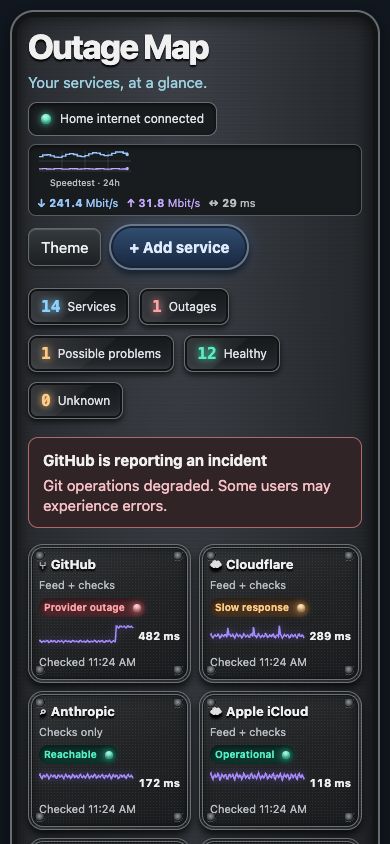 Outage Map
Your services, at a glance.
Home internet connected
Speedtest · 24h
↓ 241.4 Mbit/s ↑ 31.8 Mbit/s ⇔ 29 ms
Theme
+ Add service
14 Services
1 Outages
1 Possible problems
12 Healthy
0 Unknown
GitHub is reporting an incident
Git operations degraded. Some users may
experience errors.
GitHub
Feed + checks
Provider outage
482 ms
Checked 11:24 AM
Cloudflare
Feed + checks
Slow response
289 ms
Checked 11:24 AM
Anthropic
Checks only
Reachable
172 ms
Checked 11:24 AM
Apple iCloud
Feed + checks
Operational
118 ms
Checked 11:24 AM